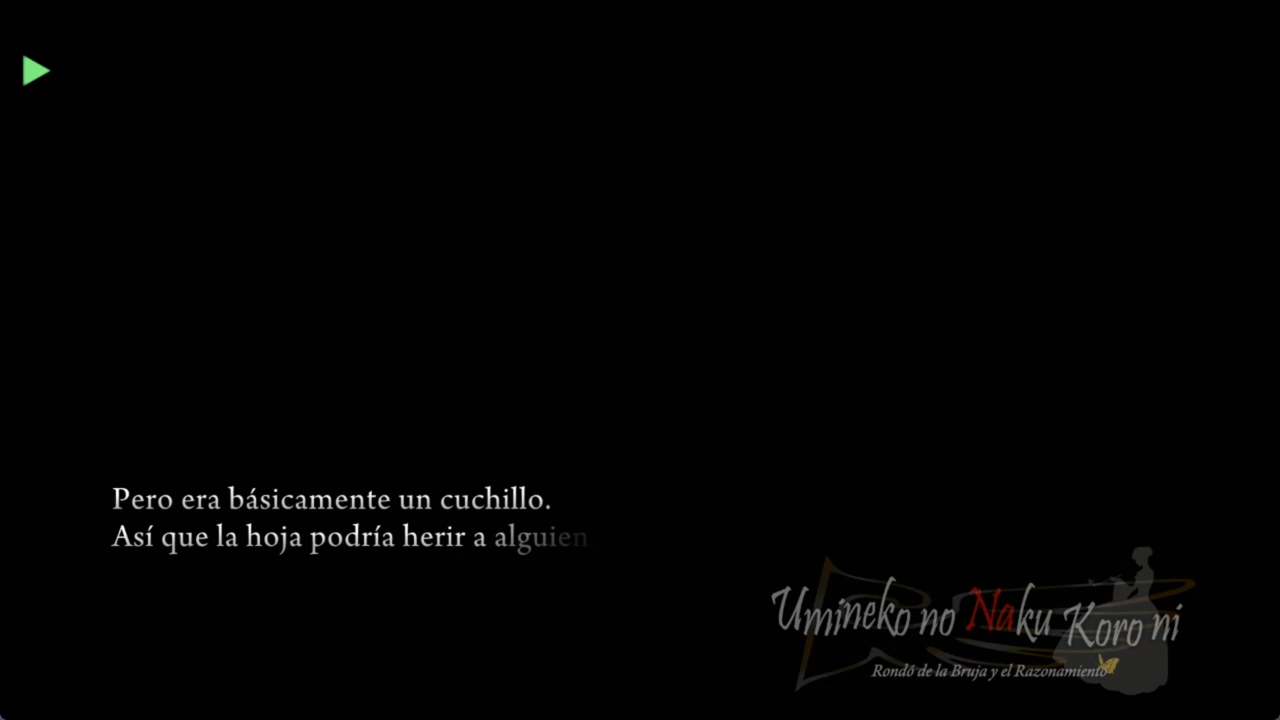 Pero era básicamente un cuchillo.
Así que la hoja podría herir a alguien
Umineko no Naku Koro ni
Rondó de la Bruja y el Razonamiento